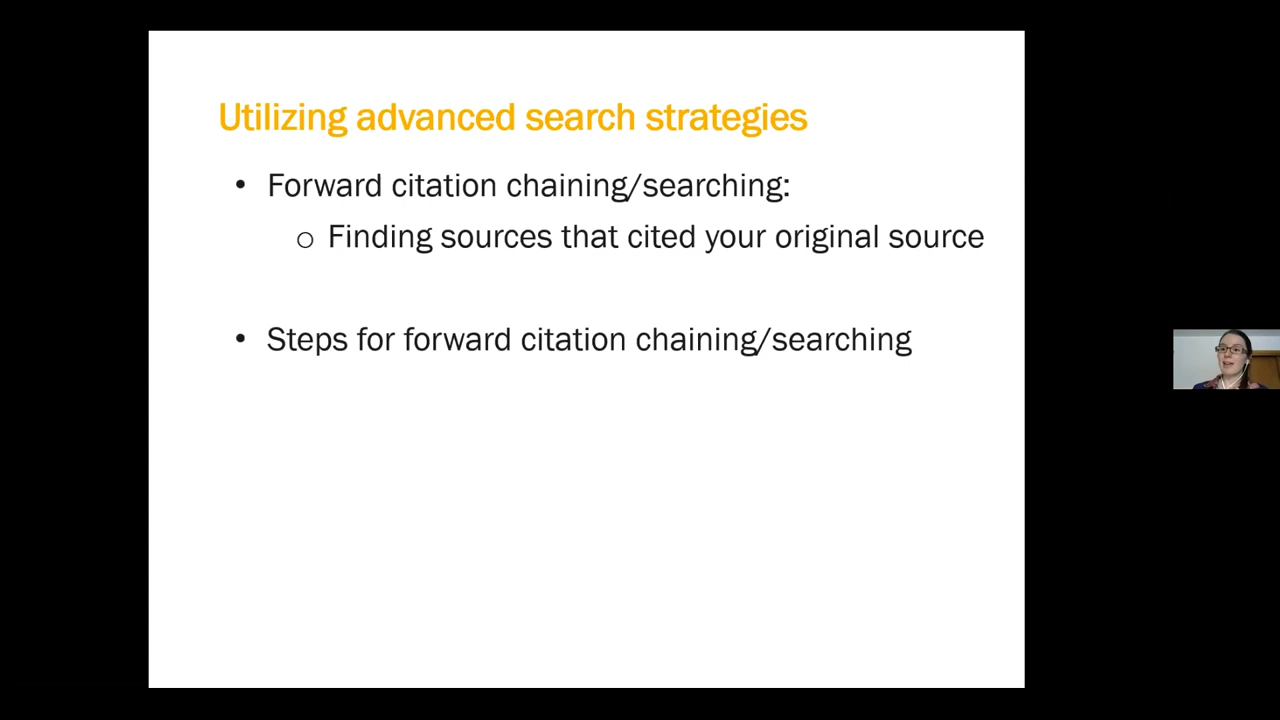 Utilizing advanced search strategies
• Forward citation chaining/searching:
o Finding sources that cited your original source
• Steps for forward citation chaining/searching